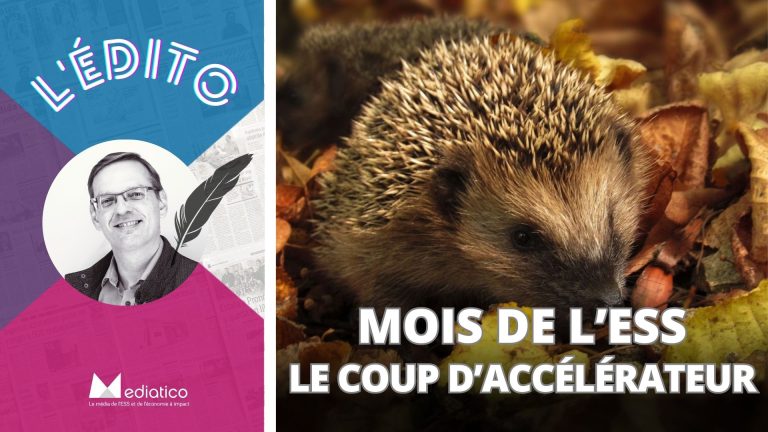 L'ÉDITO
Mediatico
Le média de l'ESS et de l'économie à impact
MOIS DE L'ESS
LE COUP D'ACCÉLÉRATEUR